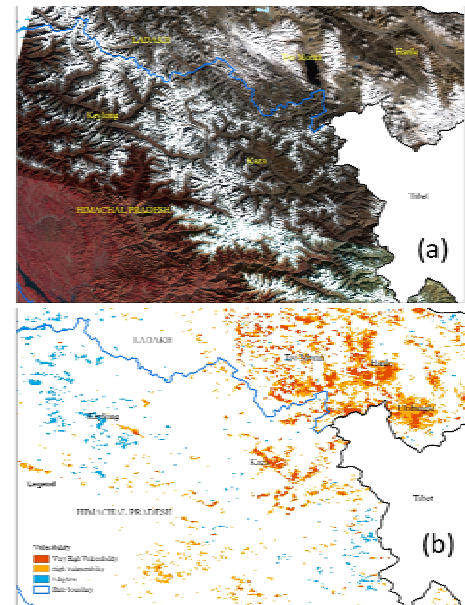 LADAKH
Tso Moriri
Hanle
Keylong
Kaza
HIMACHAL PRADESH
Tibet
(a)
LADAKH
Tso Moriri
Hanle
Keylong
Kaza
Legend
Tibet
HIMACHAL PRADESH
(b)
Vulnerability
Very High Vulnerability
High Vulnerability
State boundary